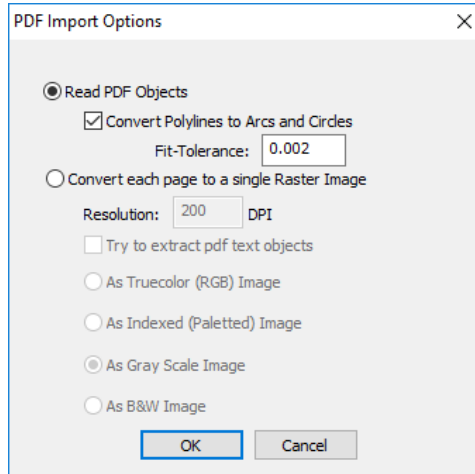 PDF Import Options
Read PDF Objects
Convert Polylines to Arcs and Circles
Fit-Tolerance: 0.002
Convert each page to a single Raster Image
Resolution: 200 DPI
Try to extract pdf text objects
As Truecolor (RGB) Image
As Indexed (Paletted) Image
As Gray Scale Image
As B&W Image
OK Cancel